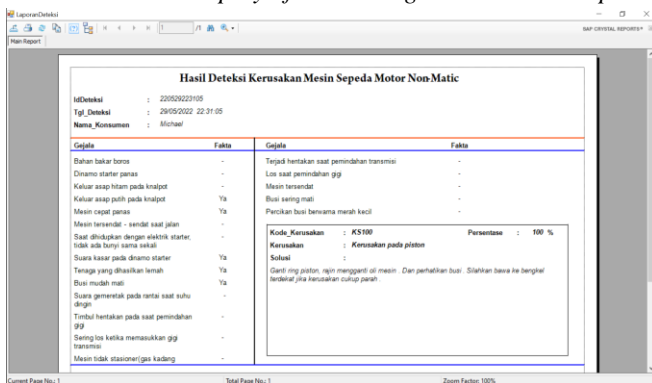 LaporanDeteksi
1
/1
SAP CRYSTAL REPORTS®
Main Report
Hasil Deteksi Kerusakan Mesin Sepeda Motor Non-Matic
IdDeteksi : 220529223105
Tgl_Deteksi : 29/05/2022 22:31:05
Nama_Konsumen : Michael
Gejala Fakta
Bahan bakar boros -
Dinamo starter panas -
Keluar asap hitam pada knalpot -
Keluar asap putih pada knalpot Ya
Mesin cepat panas Ya
Mesin tersendat - sendat saat jalan -
Saat dihidupkan dengan elektrik starter, -
tidak ada bunyi sama sekali
Suara kasar pada dinamo starter Ya
Tenaga yang dihasilkan lemah Ya
Busi mudah mati Ya
Suara gemeretak pada rantai saat suhu -
dingin
Timbul hentakan pada saat pemindahan -
gigi
Sering los ketika memasukkan gigi -
transmisi
Mesin tidak stasioner(gas kadang -
Gejala Fakta
Terjadi hentakan saat pemindahan transmisi -
Los saat pemindahan gigi -
Mesin tersendat -
Busi sering mati -
Percikan busi berwarna merah kecil -
Kode_Kerusakan : KS100 Persentase : 100 %
Kerusakan : Kerusakan pada piston
Solusi :
Ganti ring piston, rajin mengganti oli mesin . Dan perhatikan busi . Silahkan bawa ke bengkel
terdekat jika kerusakan cukup parah .
Current Page No.: 1 Total Page No.: 1 Zoom Factor: 100%